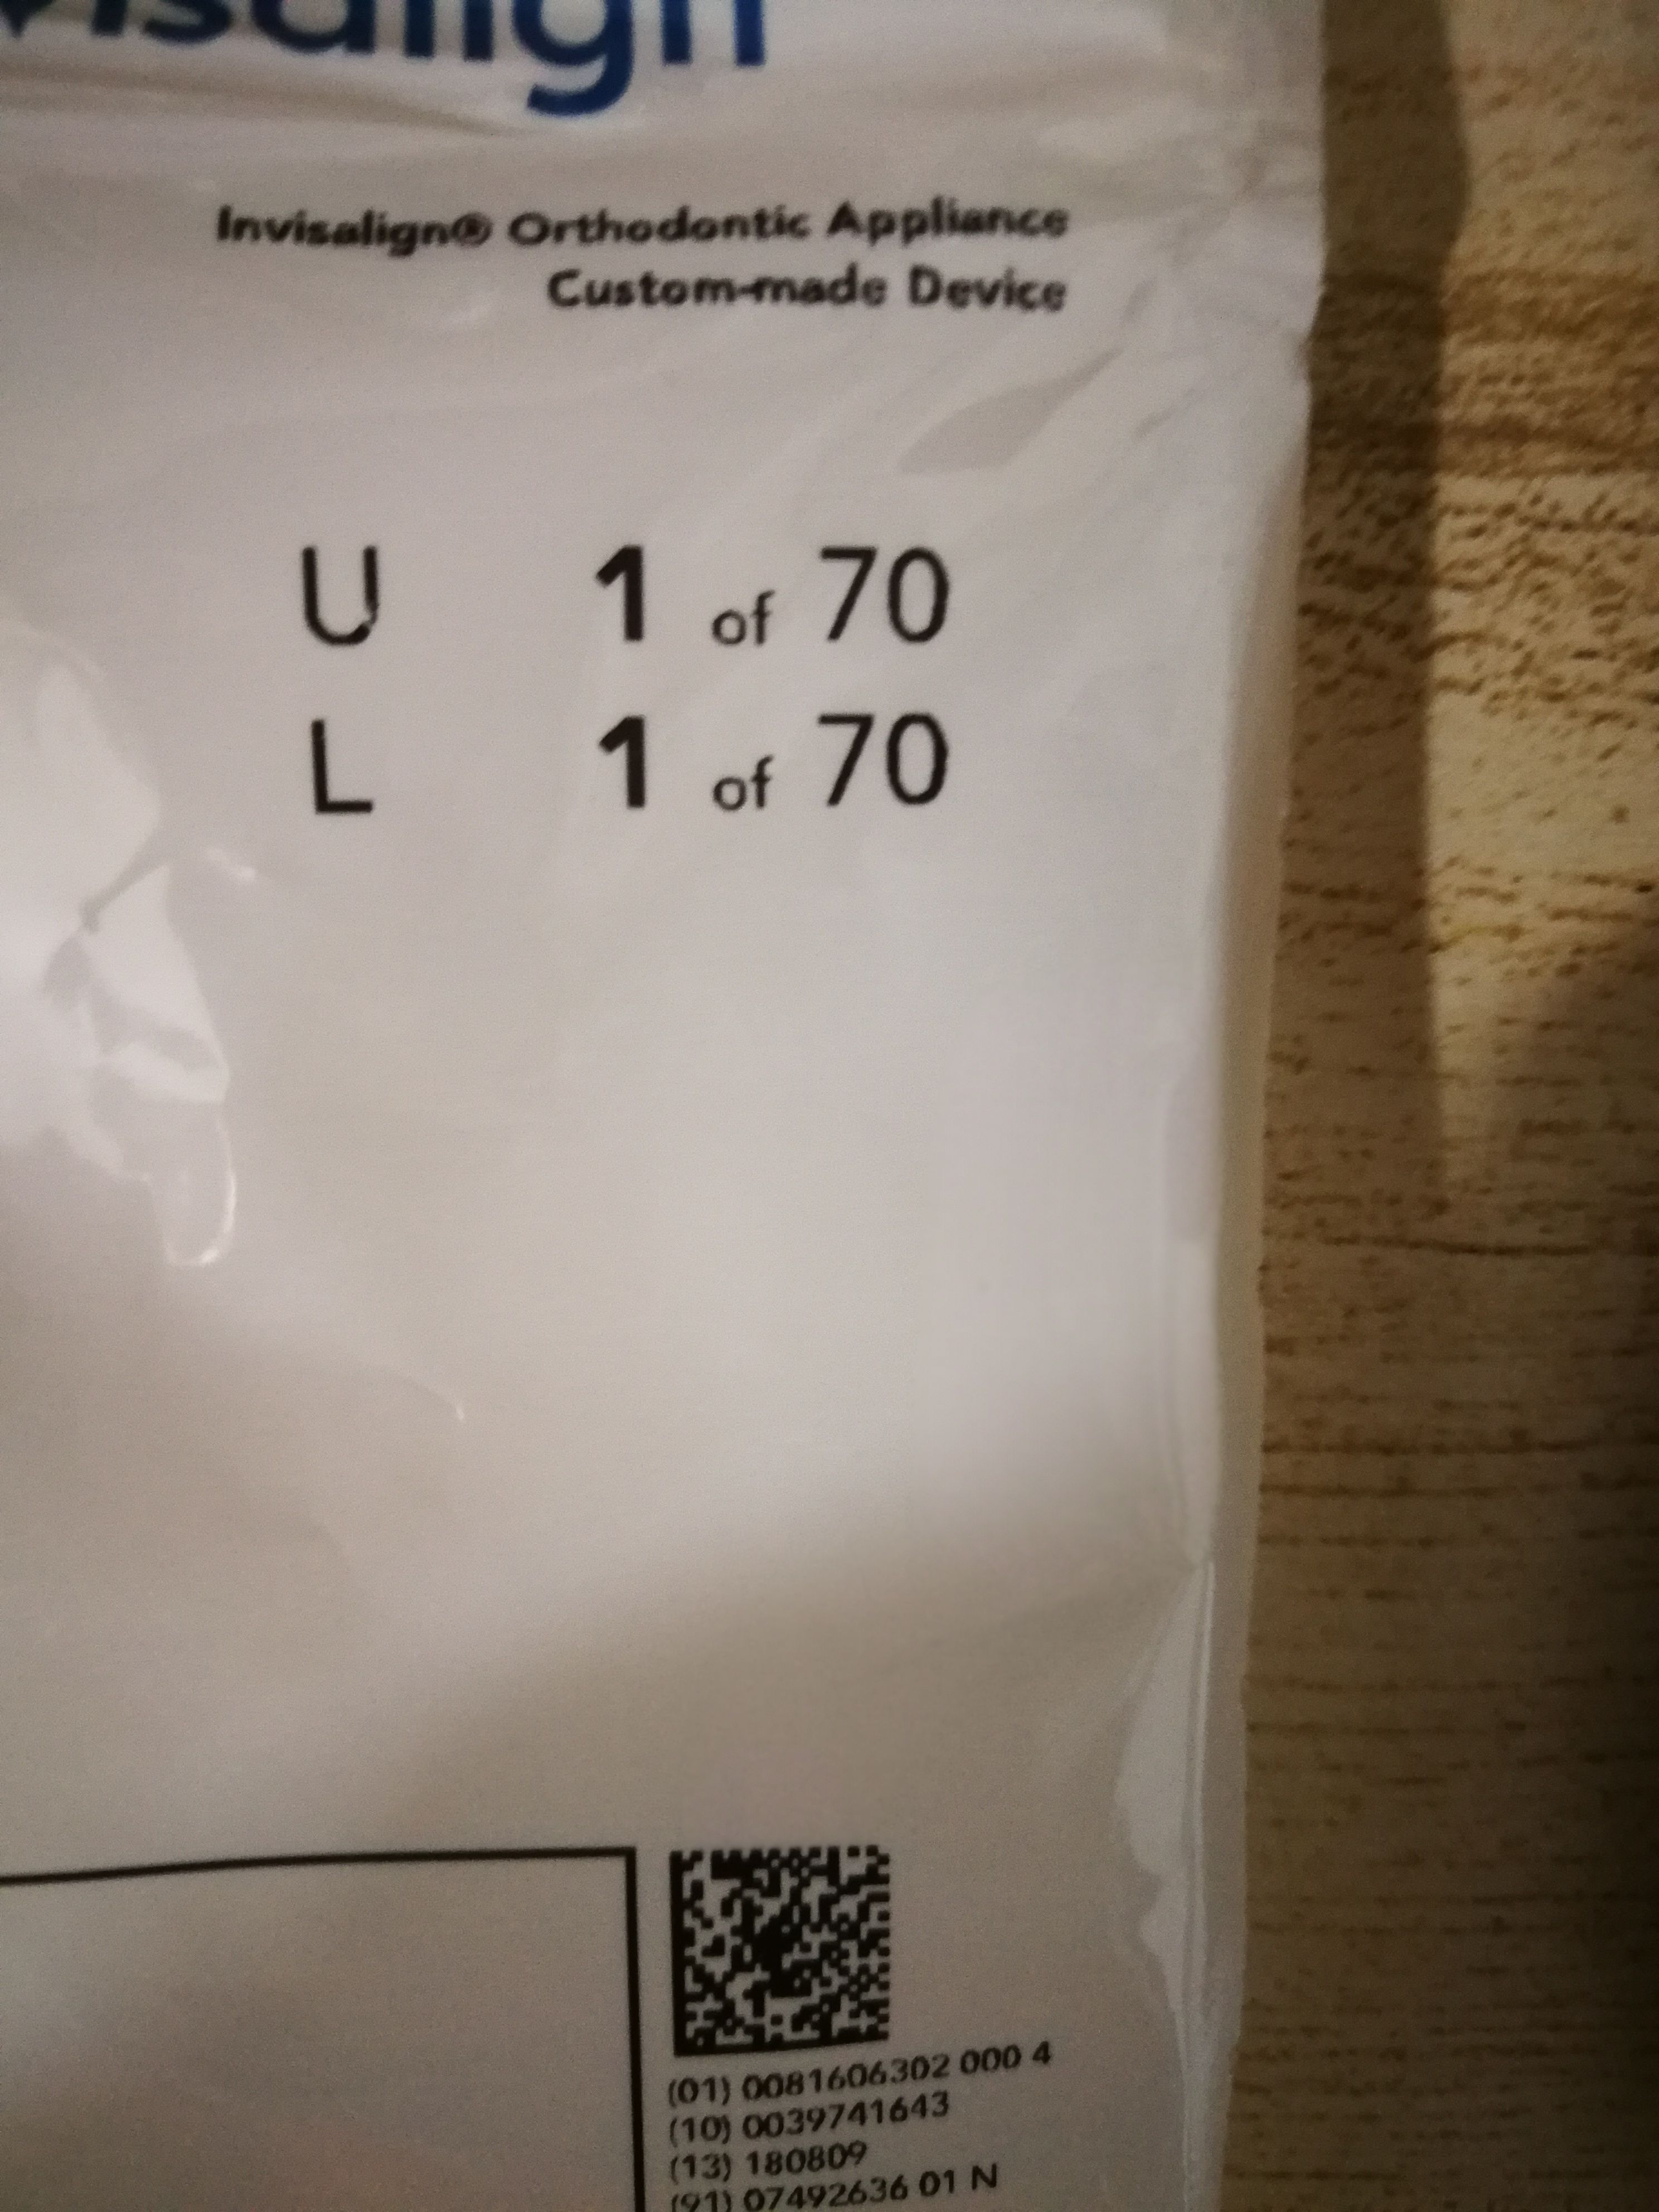 visalign
Invisalign® Orthodontic Appliance
Custom-made Device
U 1 of 70
L 1 of 70
(01) 0081606302 000 4
(10) 0039741643
(13) 180809
(91) 07492636 01 N